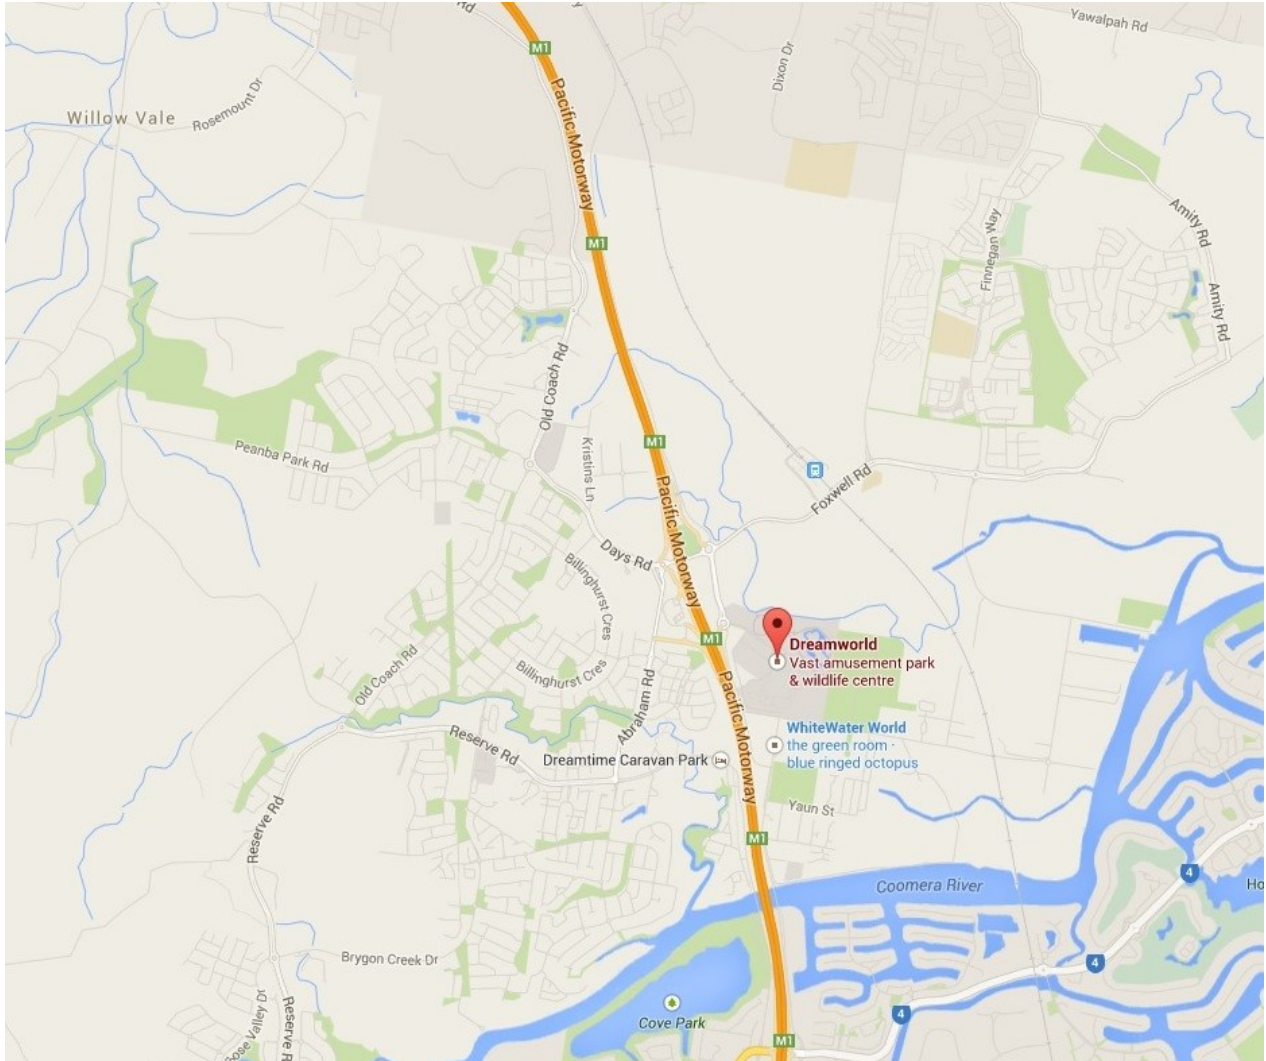 Rd
y
Yawalpah Rd
M1
Dixon Dr
Rosemount Dr
Willow Vale
Pacific Motorway
Amity Rd
Finnegan Way
M1
Amity Rd
Old Coach Rd
M1
Peanba Park Rd
Kristins Ln
Foxwell Rd
Pacific Motorway
Days Rd
Billinghurst Cres
M1
Dreamworld
Vast amusement park
& wildlife centre
Old Coach Rd
Billinghurst Cres
Abraham Rd
Pacific Motorway
WhiteWater World
the green room ·
blue ringed octopus
Reserve Rd
Dreamtime Caravan Park
Yaun St
Reserve Rd
M1
4
Coomera River
Ho
Brygon Creek Dr
4
Reserve R
ose Valley Dr
4
Cove Park
M1